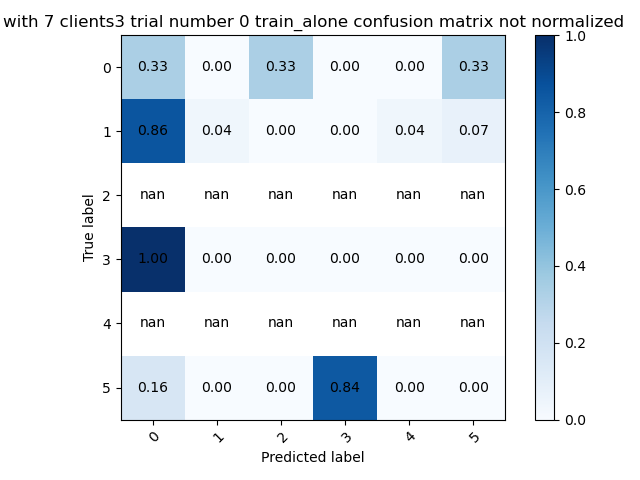 with 7 clients3 trial number 0 train_alone confusion matrix not normalized
0 0.33 0.00 0.33 0.00 0.00 0.33
1 0.86 0.04 0.00 0.00 0.04 0.07
2 nan nan nan nan nan nan
3 1.00 0.00 0.00 0.00 0.00 0.00
4 nan nan nan nan nan nan
5 0.16 0.00 0.00 0.84 0.00 0.00
0 1 2 3 4 5
True label
Predicted label
1.0
0.8
0.6
0.4
0.2
0.0